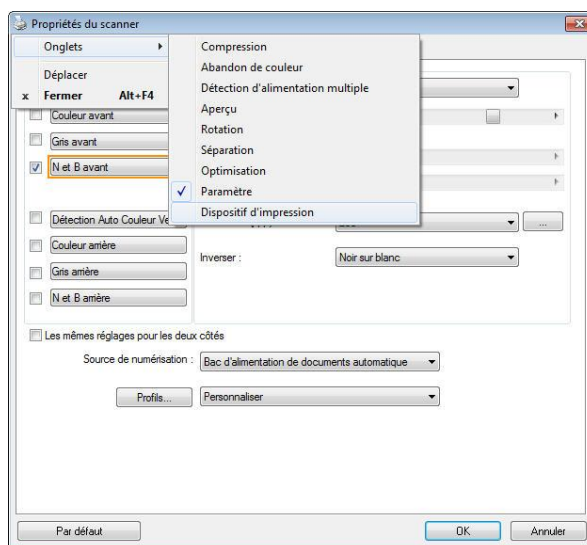 Propriétés du scanner
Onglets
Déplacer
x Fermer Alt+F4
Compression
Abandon de couleur
Détection d'alimentation multiple
Aperçu
Rotation
Séparation
Optimisation
Paramètre
Dispositif d'impression
Couleur avant
Gris avant
N et B avant
Détection Auto Couleur
Couleur arrière
Gris arrière
N et B arrière
Inverser :
Noir sur blanc
...
Les mêmes réglages pour les deux côtés
Source de numérisation : Bac d'alimentation de documents automatique
Profils... Personnaliser
Par défaut OK Annuler